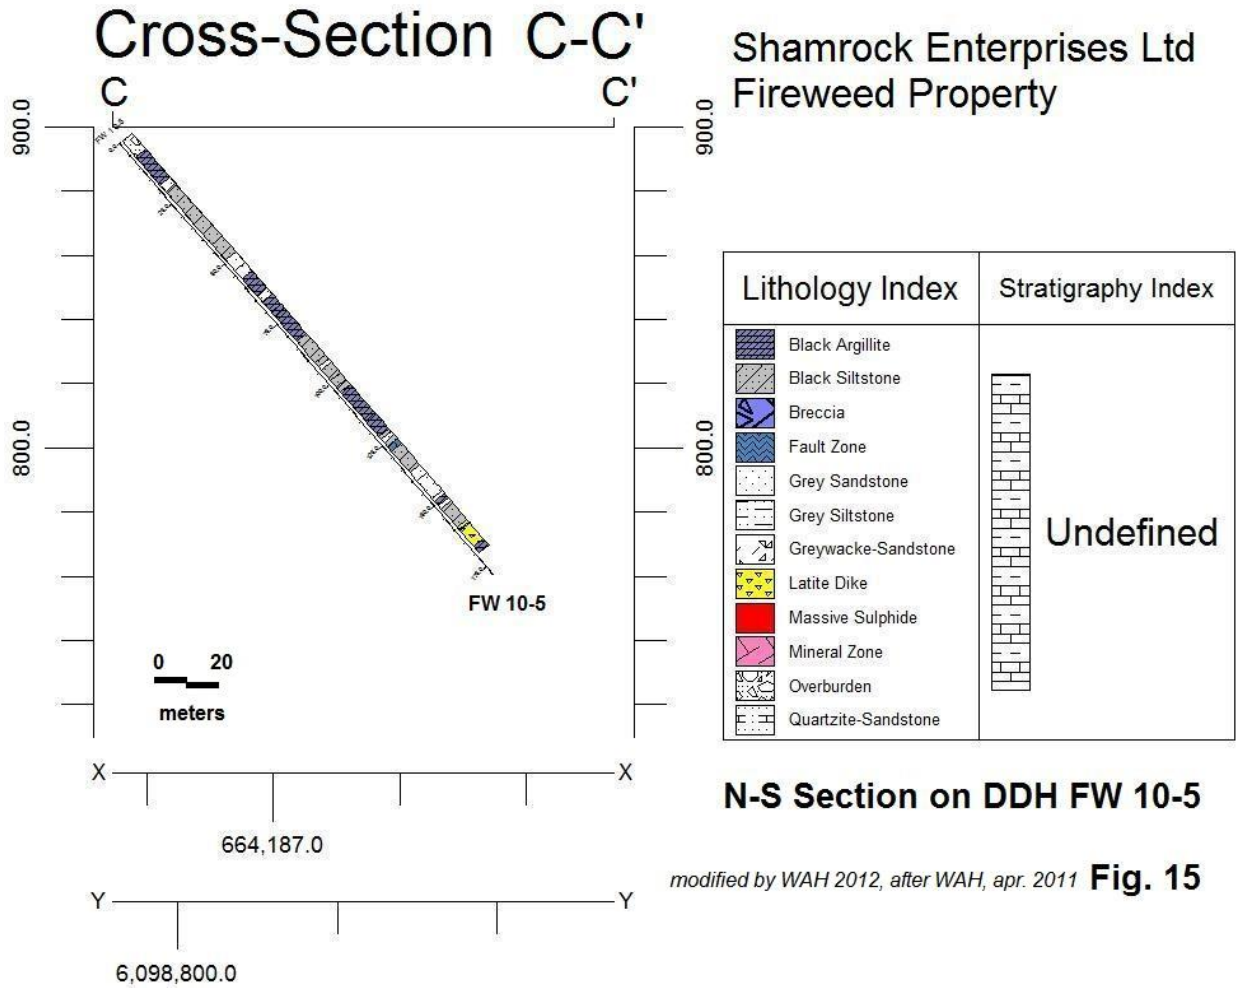 Cross-Section C-C'
C
C'
Shamrock Enterprises Ltd
Fireweed Property
900.0
900.0
800.0
800.0
FW 10-5
0 20
meters
Lithology Index
Stratigraphy Index
Black Argillite
Black Siltstone
Breccia
Fault Zone
Grey Sandstone
Grey Siltstone
Greywacke-Sandstone
Latite Dike
Massive Sulphide
Mineral Zone
Overburden
Quartzite-Sandstone
Undefined
X X
664,187.0
Y Y
6,098,800.0
N-S Section on DDH FW 10-5
modified by WAH 2012, after WAH, apr. 2011 Fig. 15